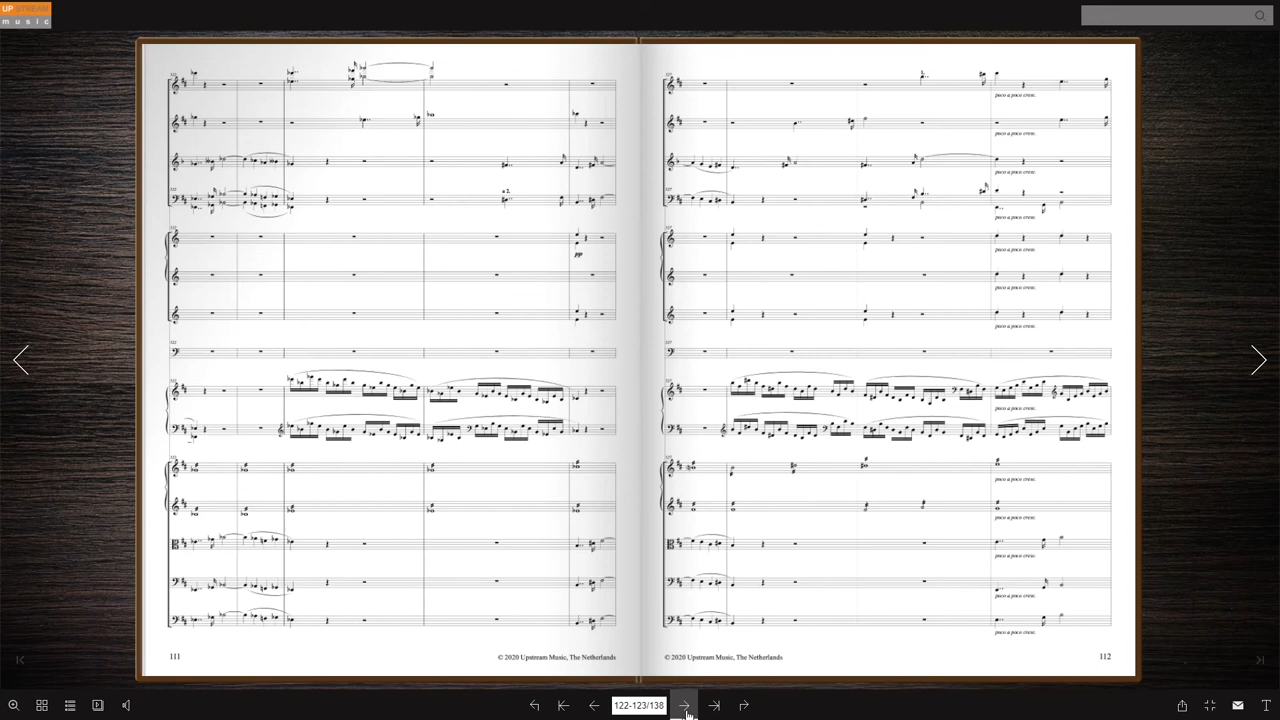 UP STREAM
music
a 2.
pp
111
© 2020 Upstream Music, The Netherlands
1.
poco a poco cresc.
poco a poco cresc.
poco a poco cresc.
poco a poco cresc.
poco a poco cresc.
poco a poco cresc.
poco a poco cresc.
poco a poco cresc.
poco a poco cresc.
poco a poco cresc.
poco a poco cresc.
poco a poco cresc.
poco a poco cresc.
© 2020 Upstream Music, The Netherlands
112
122-123/138